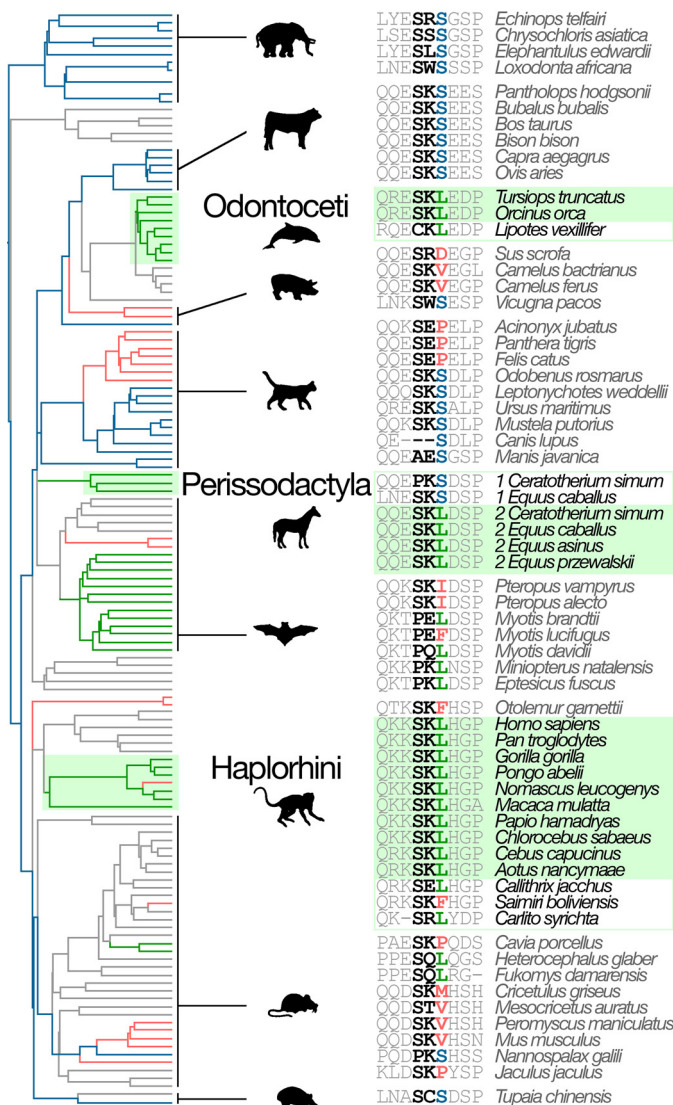 LYESRSGSP Echinops telfairi
LSESSSGSP Chrysochloris asiatica
LYESLSGSP Elephantulus edwardii
LNESWSSSP Loxodonta africana
QQESKSEES Pantholops hodgsonii
QQESKSEES Bubalus bubalis
QQESKSEES Bos taurus
QQESKSEES Bison bison
QQESKSEES Capra aegagrus
QQESKSEES Ovis aries
Odontoceti
QRESKLEDP Tursiops truncatus
QRESKLEDP Orcinus orca
RQECKLEDP Lipotes vexillifer
QQESRDEGP Sus scrofa
QQESKVEGL Camelus bactrianus
QQESKVEGP Camelus ferus
LNKSWSESP Vicugna pacos
QQKSEPELP Acinonyx jubatus
QQESEPELP Panthera tigris
QQESEPELP Felis catus
QQESKSDLP Odobenus rosmarus
QQKSKSDLP Leptonychotes weddellii
QRESKSALP Ursus maritimus
QQKSKSDLP Mustela putorius
QE---SDLP Canis lupus
QQEAESGSP Manis javanica
Perissodactyla
QQEPKSDSP 1 Ceratotherium simum
LNESKSDSP 1 Equus caballus
QQESKLDSP 2 Ceratotherium simum
QQESKLDSP 2 Equus caballus
QQESKLDSP 2 Equus asinus
QQESKLDSP 2 Equus przewalskii
QQKSKIDSP Pteropus vampyrus
QQKSKIDSP Pteropus alecto
QKTPELDSP Myotis brandtii
QKTPEFDSP Myotis lucifugus
QKTPQLDSP Myotis davidii
QKKPKLNSP Miniopterus natalensis
QKTPKLDSP Eptesicus fuscus
QTKSKFHSP Otolemur garnettii
Haplorhini
QKKSKLHGP Homo sapiens
QKKSKLHGP Pan troglodytes
QKKSKLHGP Gorilla gorilla
QKKSKLHGP Pongo abelii
QKKSKLHGP Nomascus leucogenys
QKKSKLHGA Macaca mulatta
QKKSKLHGP Papio hamadryas
QKKSKLHGP Chlorocebus sabaeus
QRKSKLHGP Cebus capucinus
QRKSKLHGP Aotus nancymaae
QRKSELHGP Callithrix jacchus
QRKSKFHGP Saimiri boliviensis
QK-SRLYDP Carlito syrichta
PAESKPQDS Cavia porcellus
PPESQLQGS Heterocephalus glaber
PPESQLRG- Fukomys damarensis
QQDSKMHSH Cricetulus griseus
QQDSTVHSH Mesocricetus auratus
QQDSKVHSH Peromyscus maniculatus
QQDSKVHSN Mus musculus
PQDPKSHSS Nannospalax galili
KLDSKPYSP Jaculus jaculus
LNASCSDSP Tupaia chinensis